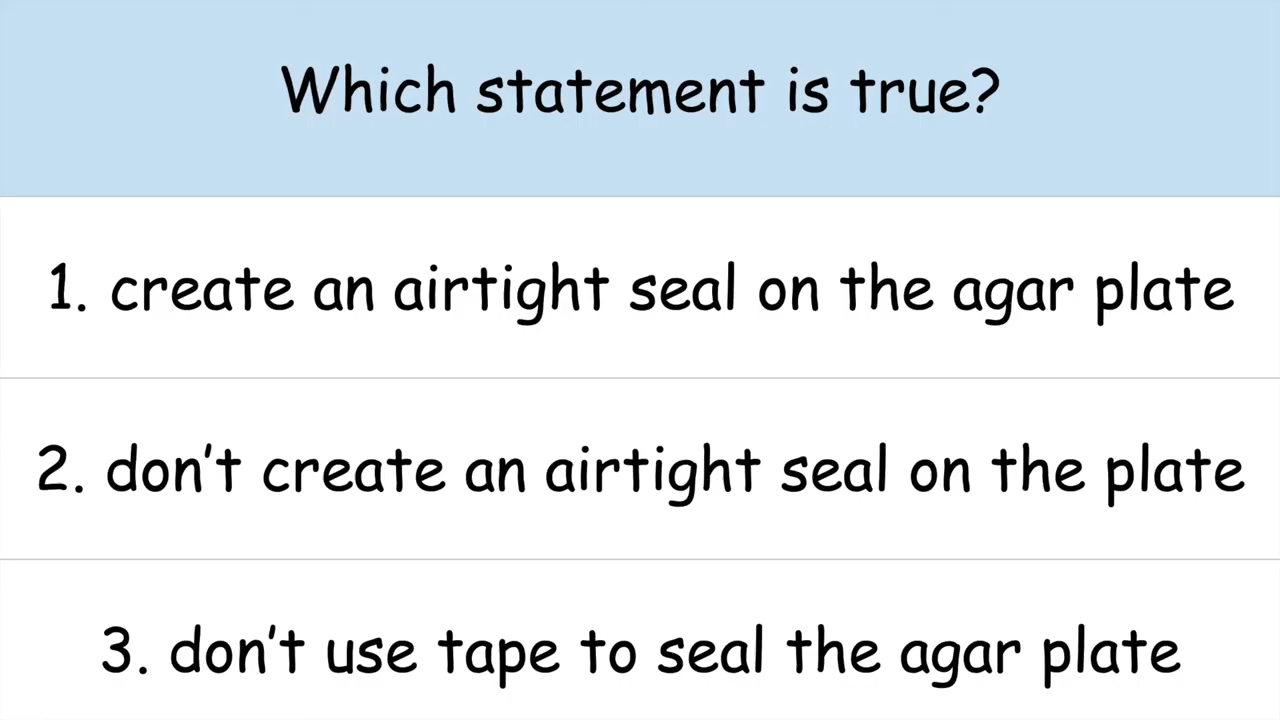 Which statement is true?
1. create an airtight seal on the agar plate
2. don’t create an airtight seal on the plate
3. don’t use tape to seal the agar plate